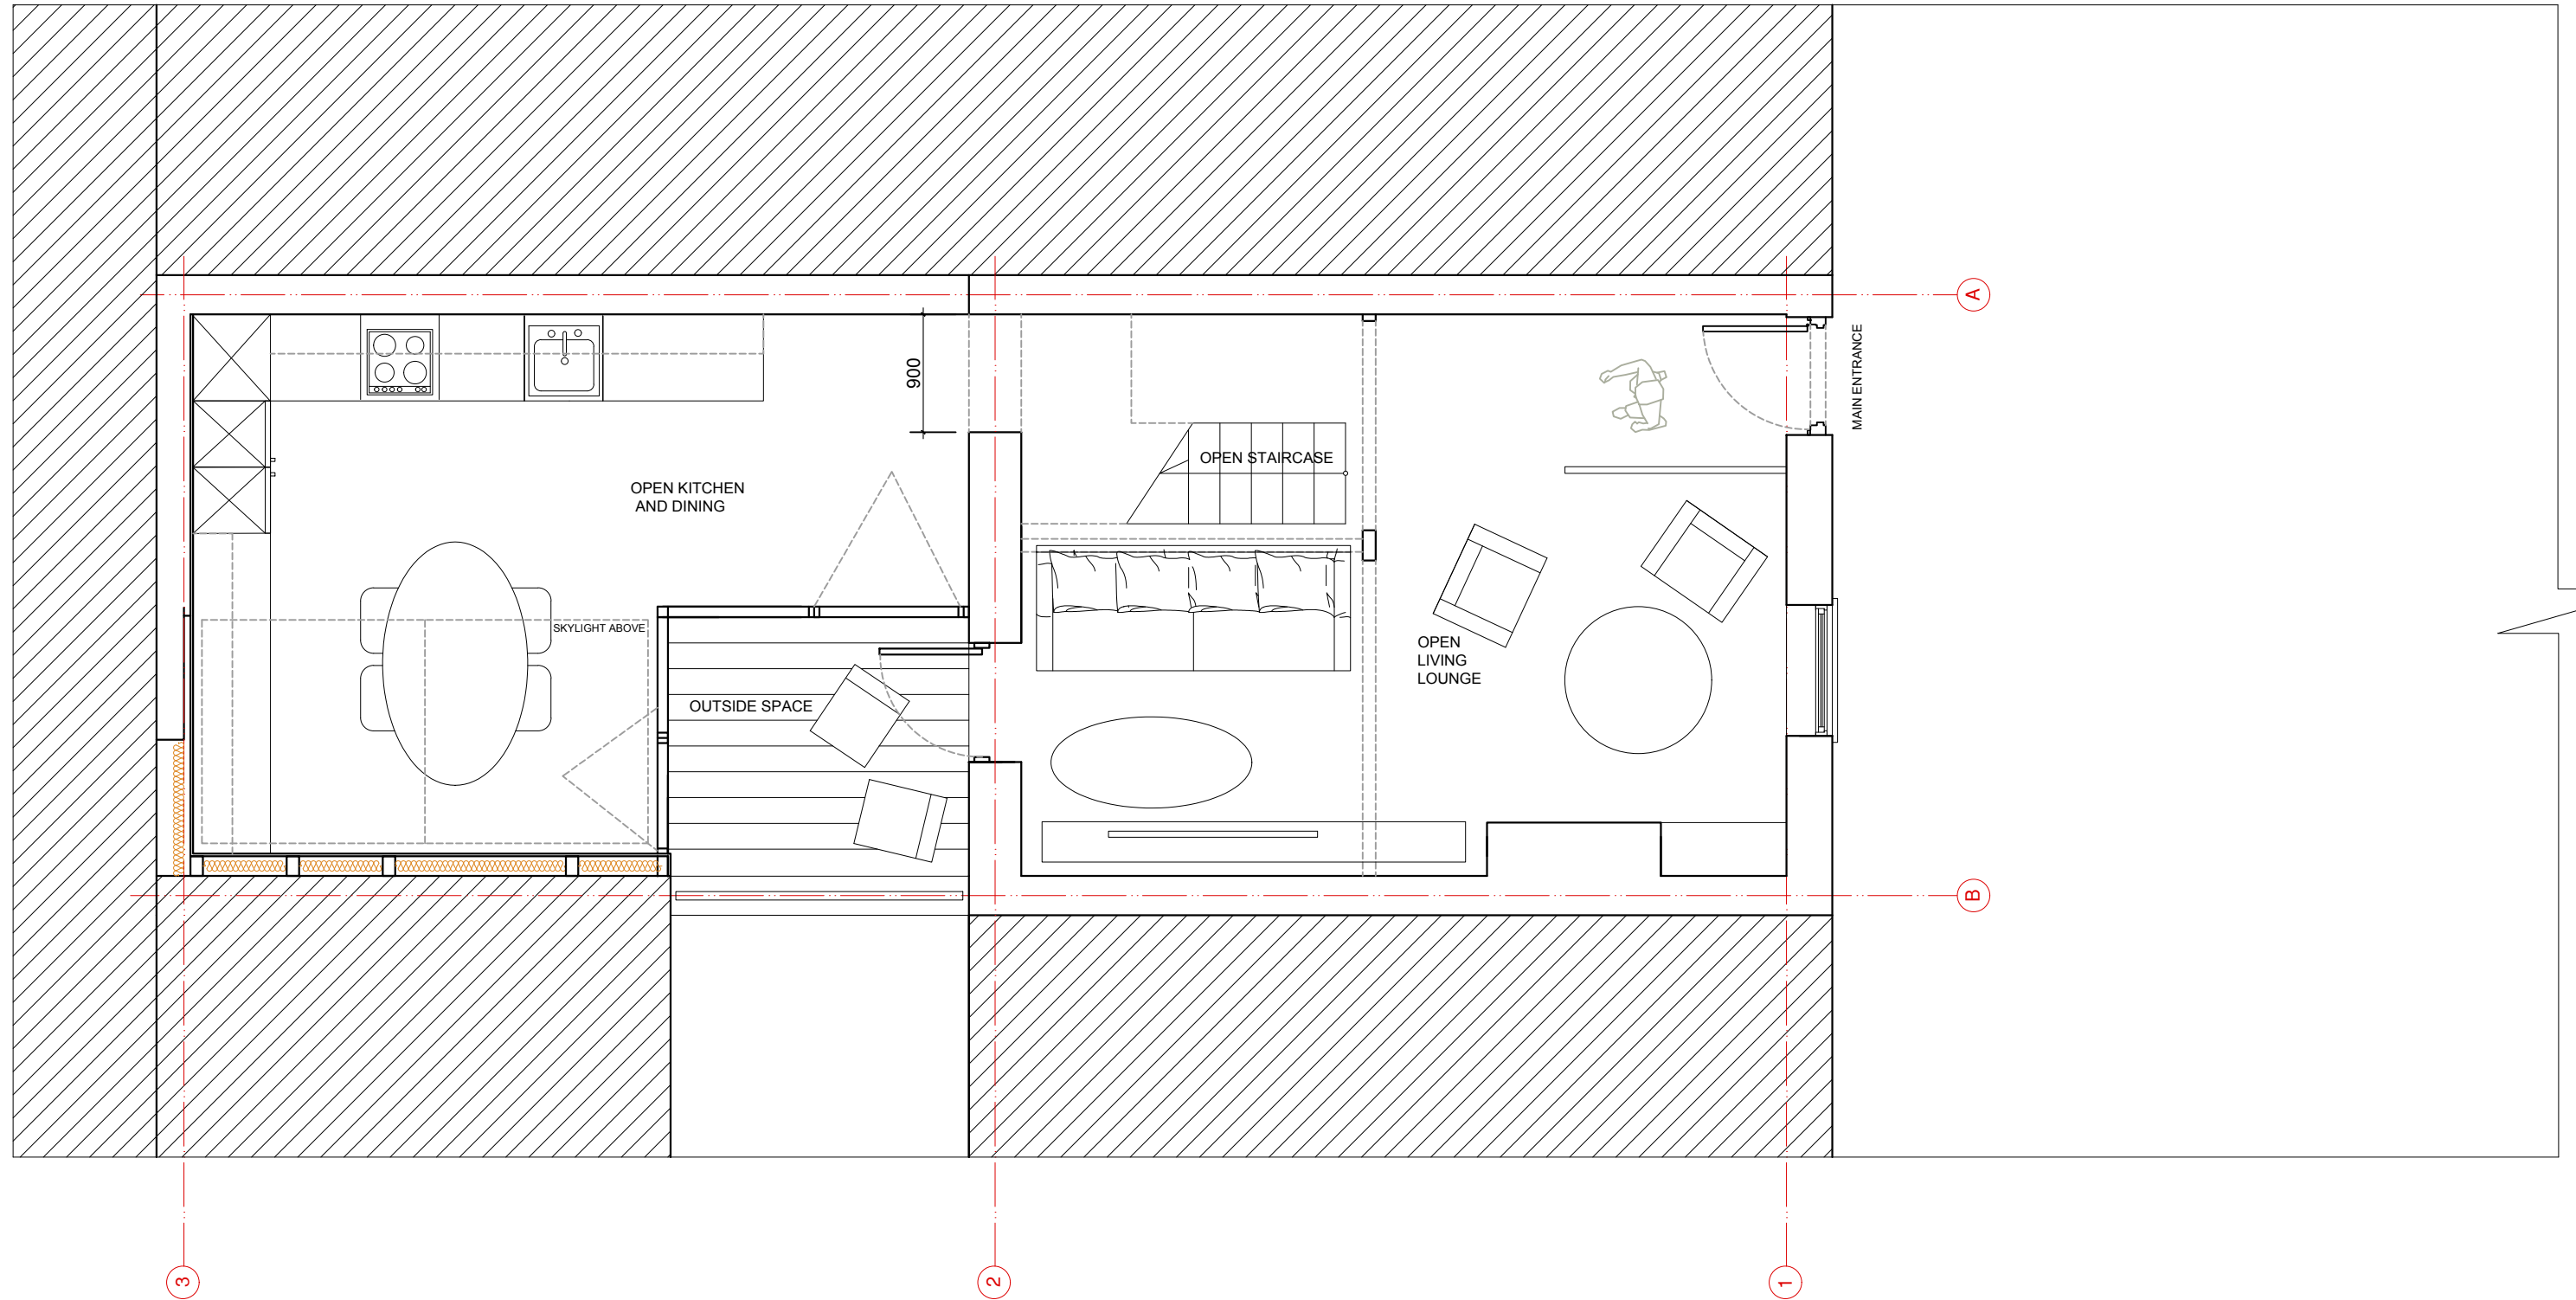 A
MAIN ENTRANCE
900
OPEN STAIRCASE
OPEN KITCHEN
AND DINING
SKYLIGHT ABOVE
OPEN
LIVING
LOUNGE
OUTSIDE SPACE
B
3
2
1